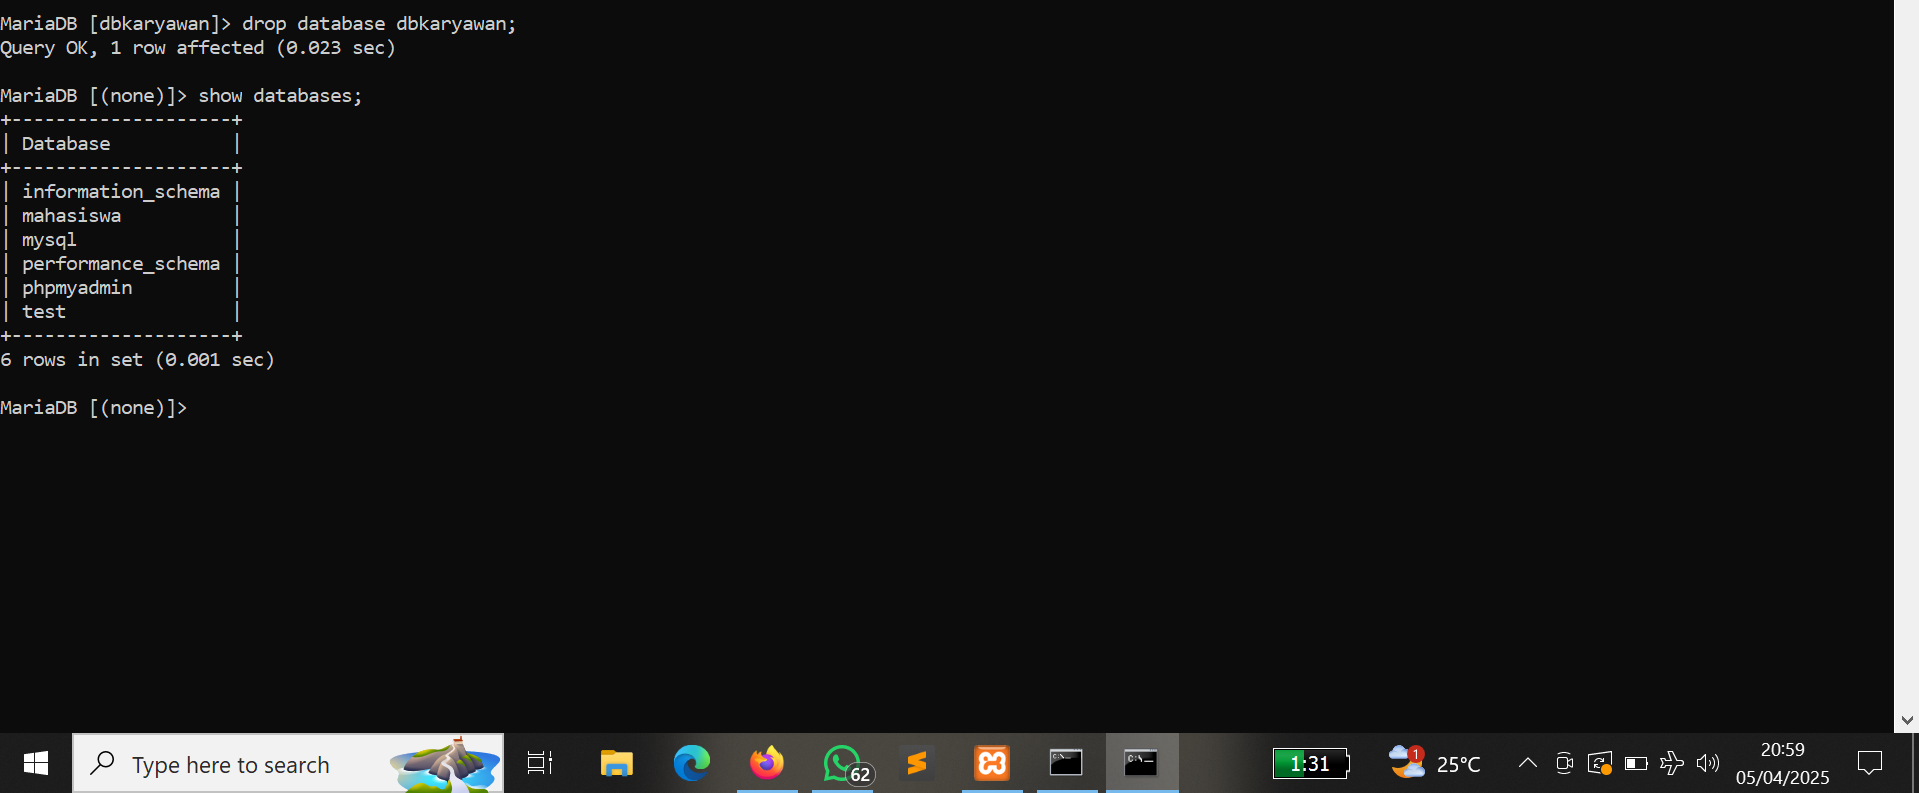 MariaDB [dbkaryawan]> drop database dbkaryawan;
Query OK, 1 row affected (0.023 sec)
MariaDB [(none)]> show databases;
+--------------------+
| Database           |
+--------------------+
| information_schema |
| mahasiswa          |
| mysql              |
| performance_schema |
| phpmyadmin         |
| test               |
+--------------------+
6 rows in set (0.001 sec)
MariaDB [(none)]>
Type here to search
62
C:\_
C:\_
1:31
1
25°C
20:59
05/04/2025